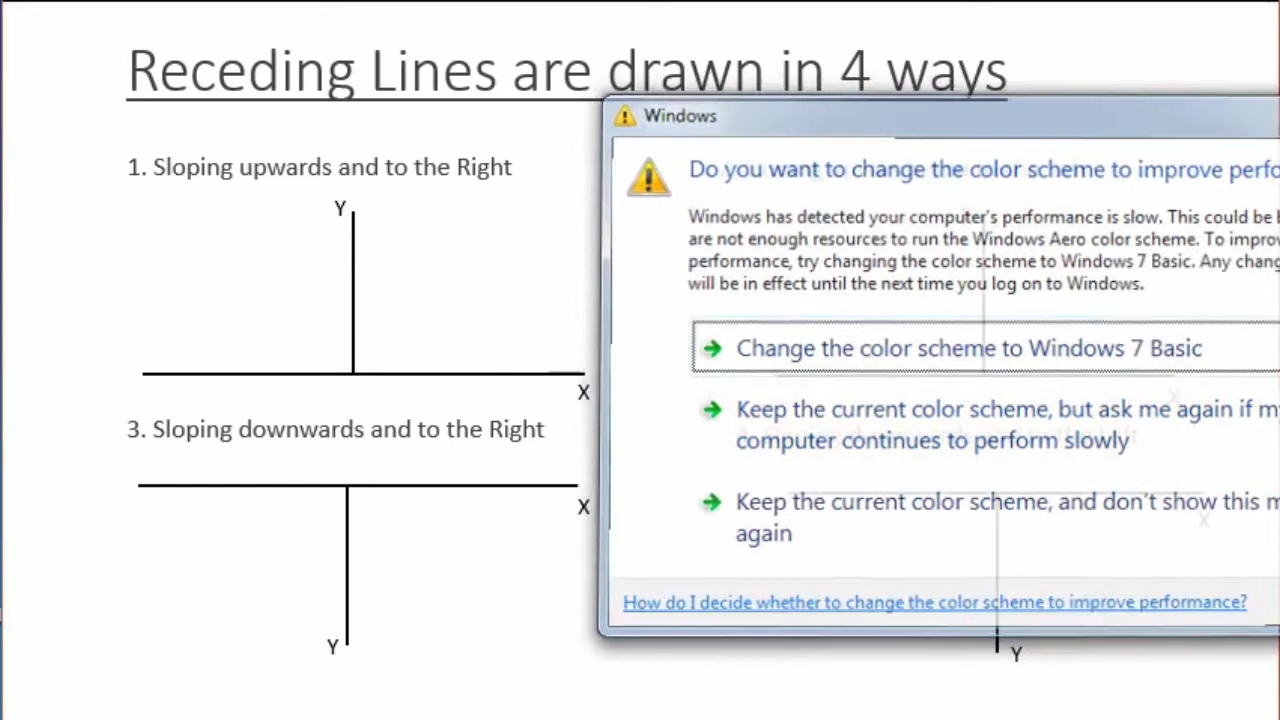 Receding Lines are drawn in 4 ways
1. Sloping upwards and to the Right
Y
X
3. Sloping downwards and to the Right
X
Y
Windows
Do you want to change the color scheme to improve perfo
Windows has detected your computer's performance is slow. This could be b
are not enough resources to run the Windows Aero color scheme. To improv
performance, try changing the color scheme to Windows 7 Basic. Any chang
will be in effect until the next time you log on to Windows.
Change the color scheme to Windows 7 Basic
Keep the current color scheme, but ask me again if my
computer continues to perform slowly
X
Keep the current color scheme, and don't show this m
again
X
How do I decide whether to change the color scheme to improve performance?
Y